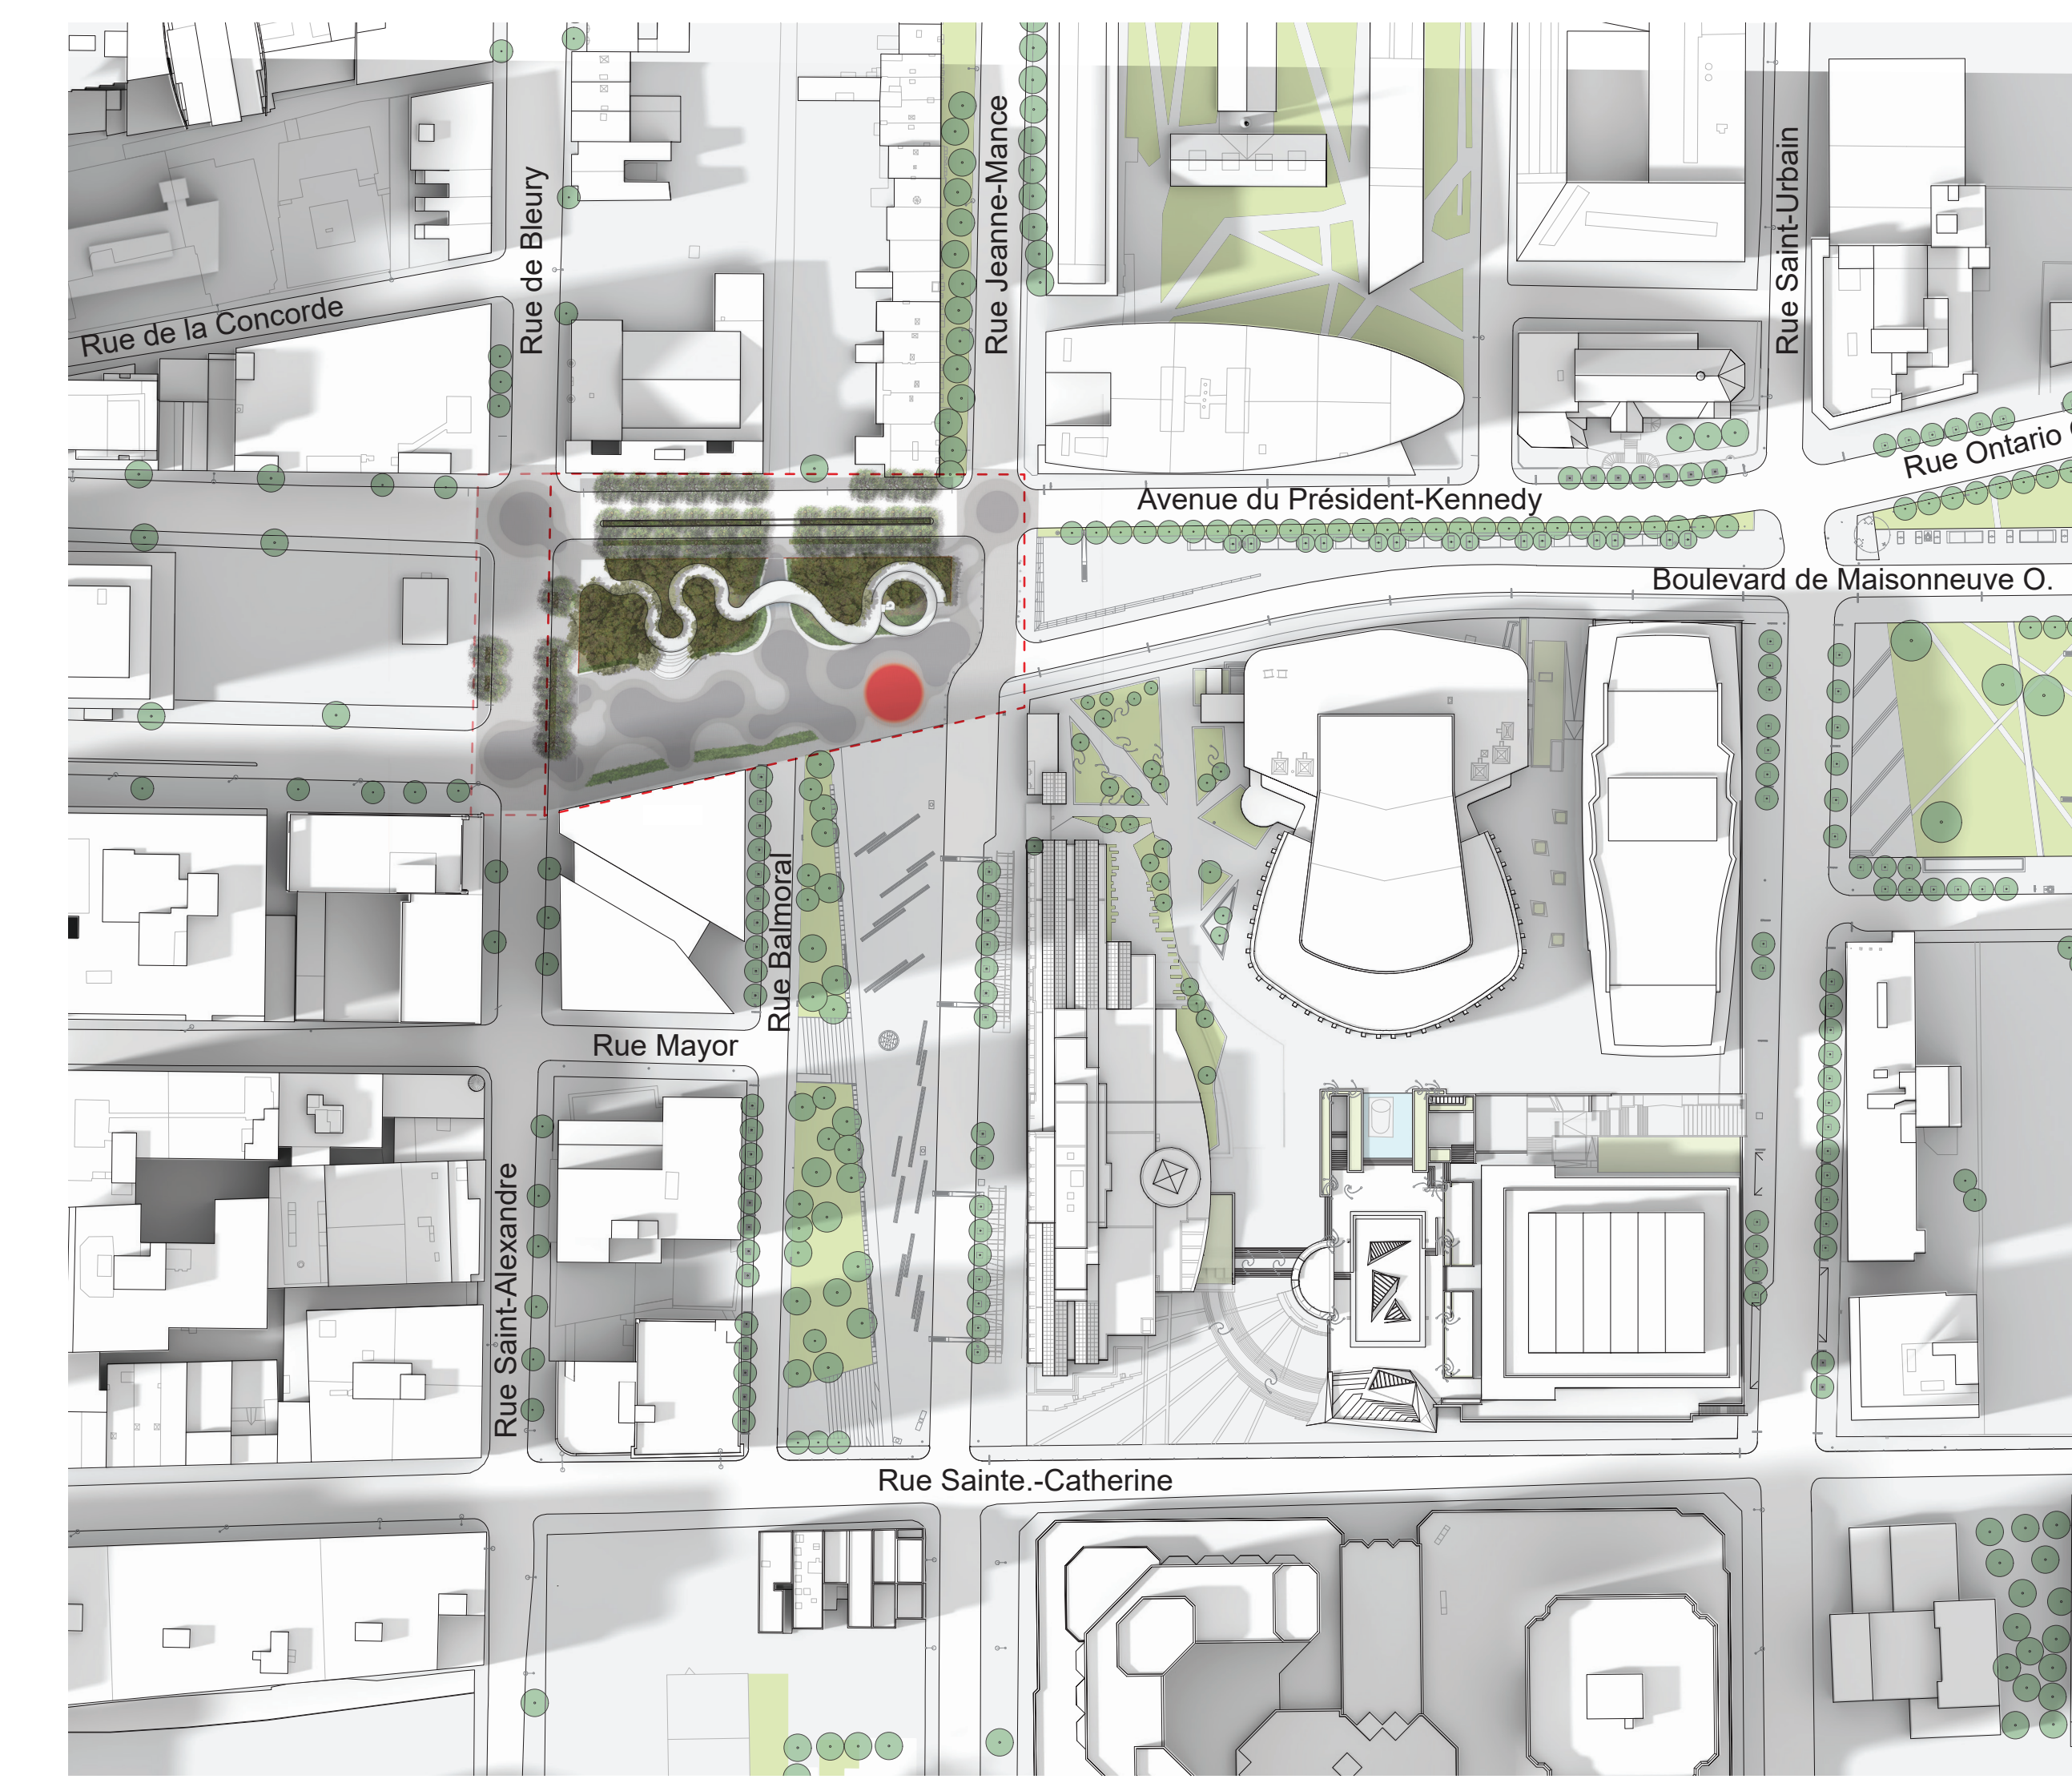 Rue de la Concorde
Rue de Bleury
Rue Jeanne-Mance
Rue Saint-Urbain
Rue Ontario
Avenue du Président-Kennedy
Boulevard de Maisonneuve O.
Rue Balmoral
Rue Mayor
Rue Saint-Alexandre
Rue Sainte.-Catherine